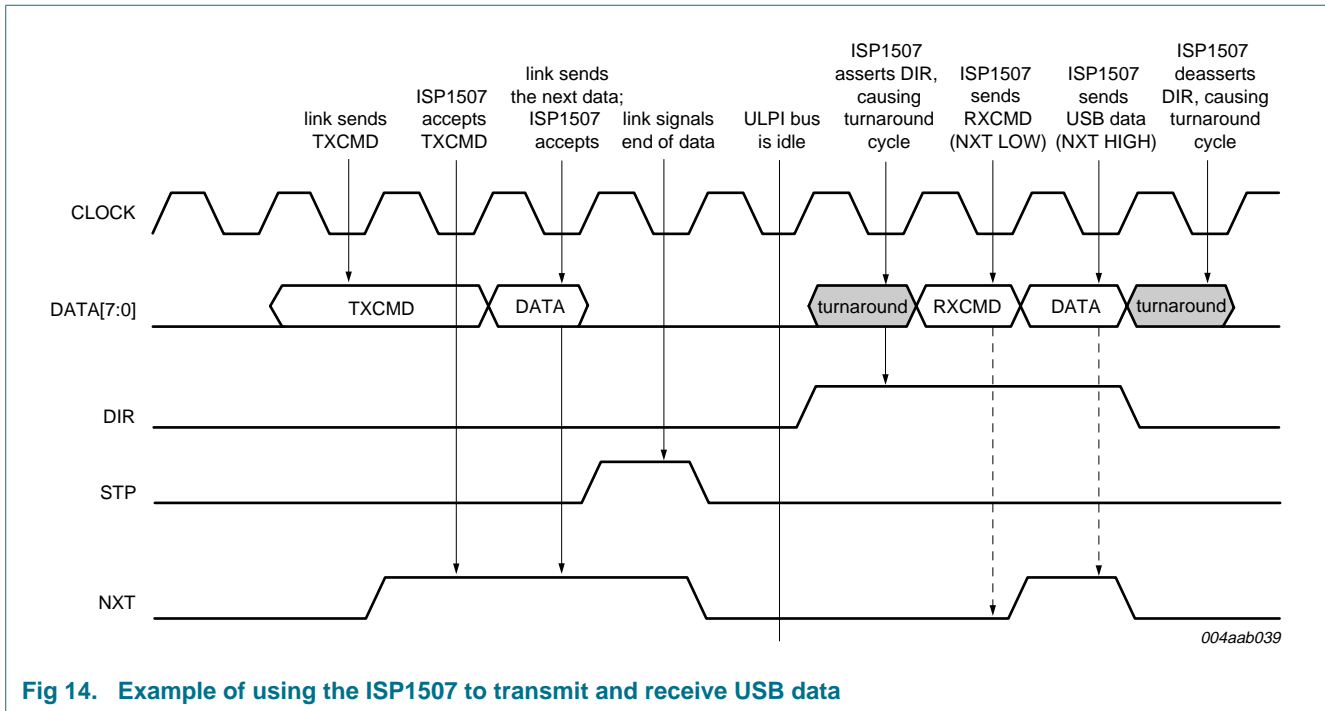 link sends
TXCMD
ISP1507
accepts
TXCMD
link sends
the next data;
ISP1507
accepts
link signals
end of data
ULPI bus
is idle
ISP1507
asserts DIR,
causing
turnaround
cycle
ISP1507
sends
RXCMD
(NXT LOW)
ISP1507
sends
USB data
(NXT HIGH)
ISP1507
deasserts
DIR, causing
turnaround
cycle
CLOCK
DATA[7:0]
TXCMD
DATA
turnaround
RXCMD
DATA
turnaround
DIR
STP
NXT
004aab039
Fig 14. Example of using the ISP1507 to transmit and receive USB data